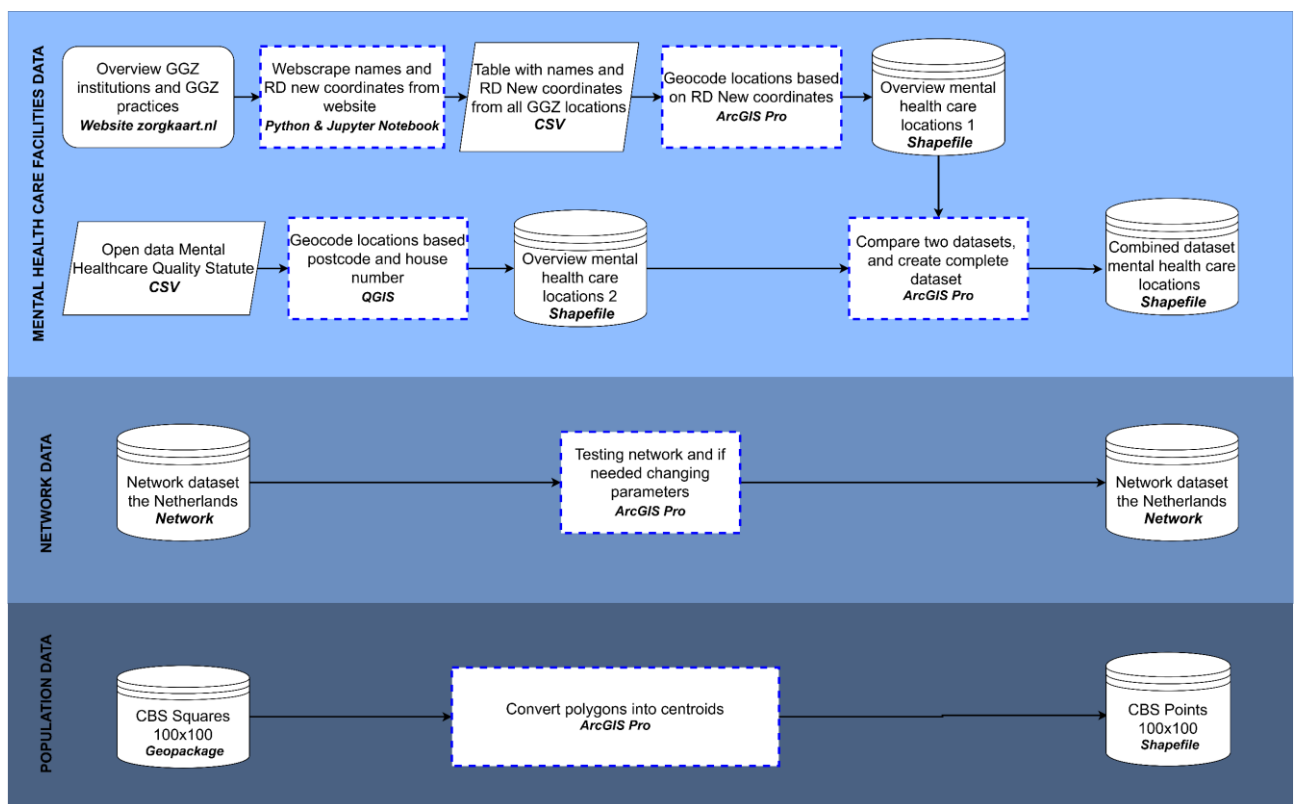 MENTAL HEALTH CARE FACILITIES DATA
Overview GGZ
institutions and GGZ
practices
Website zorgkaart.nl
Webscrape names and
RD new coordinates from
website
Python & Jupyter Notebook
Table with names and
RD New coordinates
from all GGZ locations
CSV
Geocode locations based
on RD New coordinates
ArcGIS Pro
Overview mental
health care
locations 1
Shapefile
Open data Mental
Healthcare Quality Statute
CSV
Geocode locations based
postcode and house
number
QGIS
Overview mental
health care
locations 2
Shapefile
Compare two datasets,
and create complete
dataset
ArcGIS Pro
Combined dataset
mental health care
locations
Shapefile
NETWORK DATA
Network dataset
the Netherlands
Network
Testing network and if
needed changing
parameters
ArcGIS Pro
Network dataset
the Netherlands
Network
POPULATION DATA
CBS Squares
100x100
Geopackage
Convert polygons into centroids
ArcGIS Pro
CBS Points
100x100
Shapefile